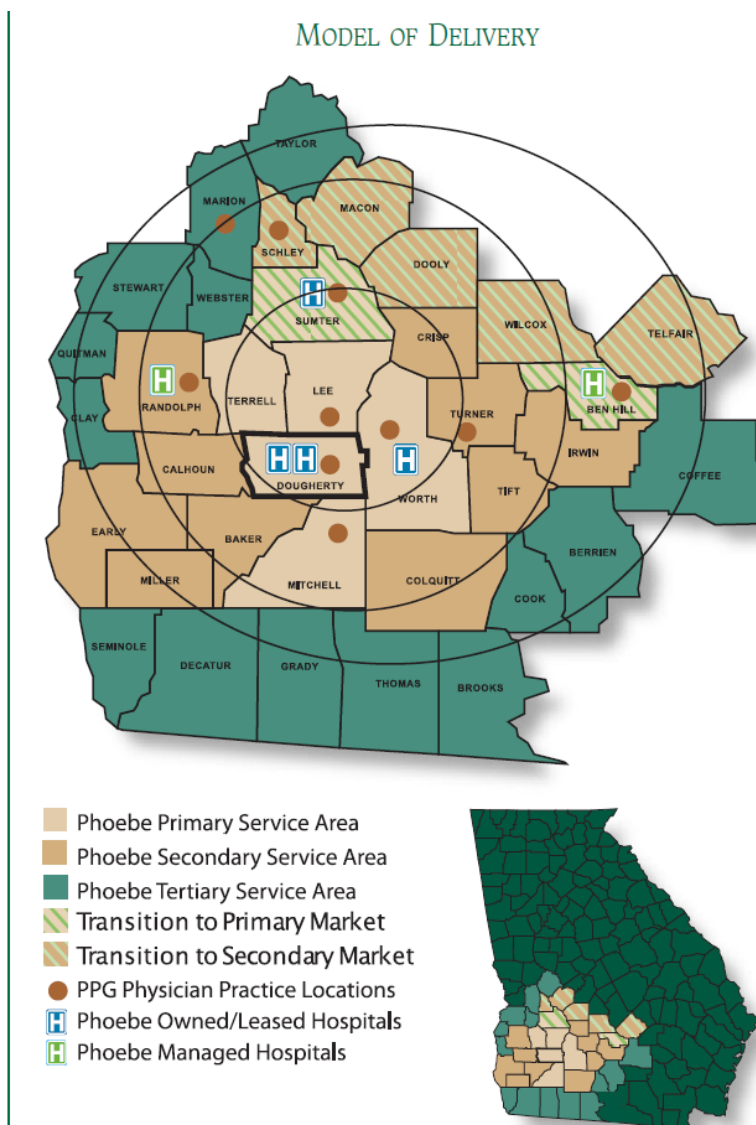 MODEL OF DELIVERY
TAYLOR
MARION
MACON
SCHLEY
DOOLY
STEWART
WEBSTER
H
SUMTER
WILCOX
TELFAIR
CRISP
QUITMAN
H
RANDOLPH
TERRELL
LEE
H
BEN HILL
CLAY
TURNER
H H
DOUGHERTY
H
WORTH
IRWIN
CALHOUN
TIFT
COFFEE
EARLY
BAKER
BERRIEN
MILLER
MITCHELL
COLQUITT
COOK
SEMINOLE
DECATUR
GRADY
THOMAS
BROOKS
Phoebe Primary Service Area
Phoebe Secondary Service Area
Phoebe Tertiary Service Area
Transition to Primary Market
Transition to Secondary Market
PPG Physician Practice Locations
H Phoebe Owned/Leased Hospitals
H Phoebe Managed Hospitals